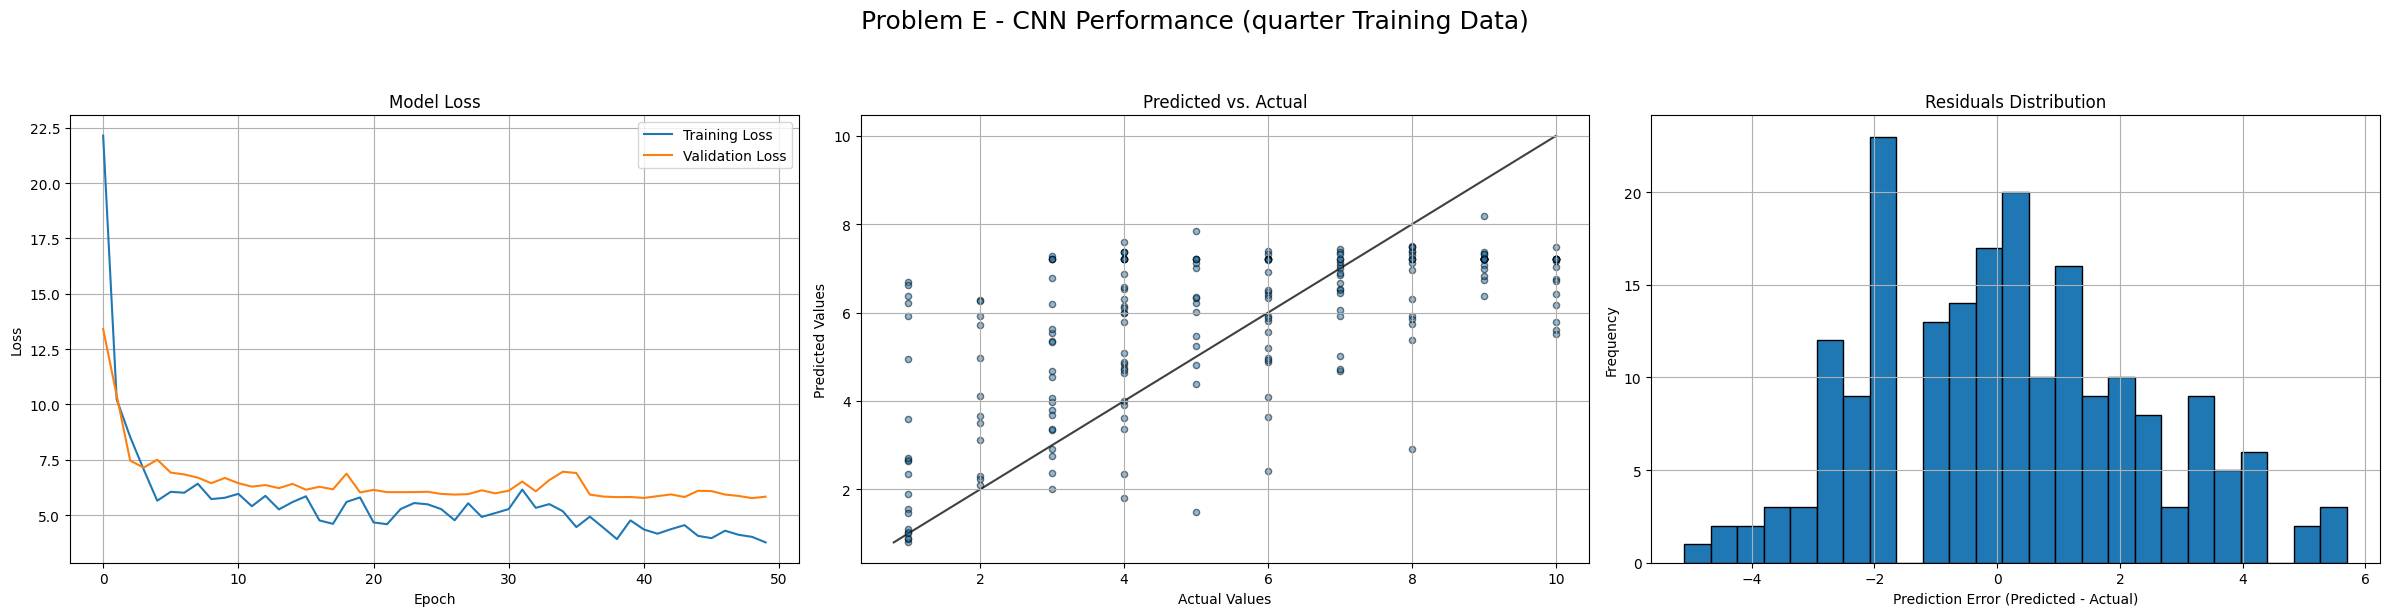 Problem E - CNN Performance (quarter Training Data)
Model Loss
Loss
22.5
20.0
17.5
15.0
12.5
10.0
7.5
5.0
0 10 20 30 40 50
Epoch
Training Loss
Validation Loss
Predicted vs. Actual
Predicted Values
10
8
6
4
2
2 4 6 8 10
Actual Values
Residuals Distribution
Frequency
20
15
10
5
0
−4 −2 0 2 4 6
Prediction Error (Predicted - Actual)